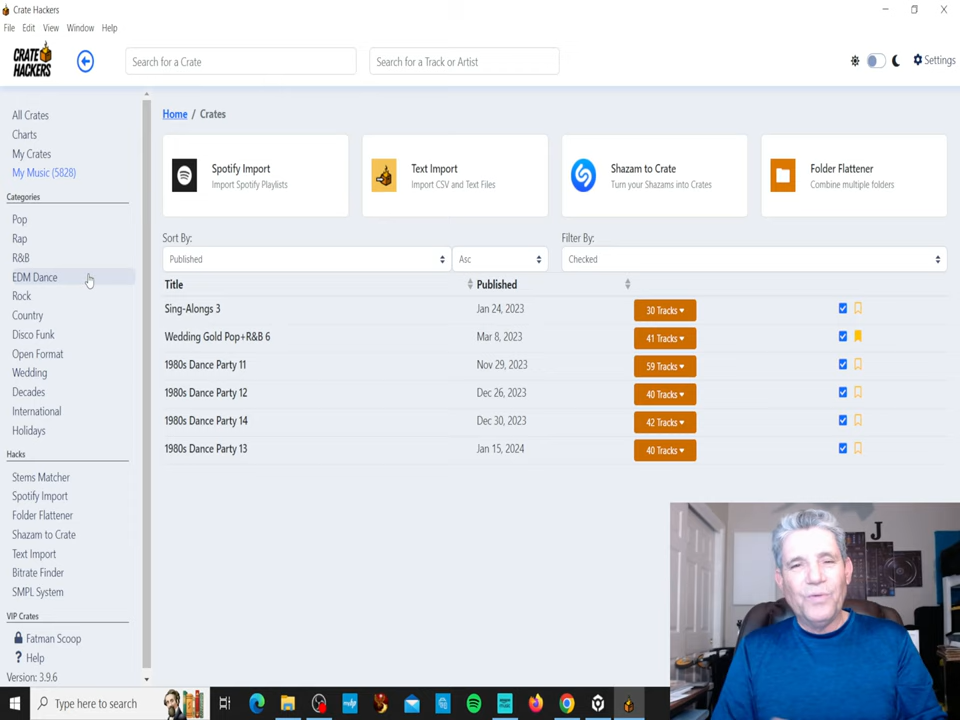 Crate Hackers
File Edit View Window Help
CRATE
HACKERS
Search for a Crate
Search for a Track or Artist
Settings
All Crates
Charts
My Crates
My Music (5828)
Categories
Pop
Rap
R&B
EDM Dance
Rock
Country
Disco Funk
Open Format
Wedding
Decades
International
Holidays
Hacks
Stems Matcher
Spotify Import
Folder Flattener
Shazam to Crate
Text Import
Bitrate Finder
SMPL System
VIP Crates
Fatman Scoop
? Help
Version: 3.9.6
Home / Crates
Spotify Import
Import Spotify Playlists
Text Import
Import CSV and Text Files
Shazam to Crate
Turn your Shazams into Crates
Folder Flattener
Combine multiple folders
Sort By:
Published
Asc
Filter By:
Checked
Title Published
Sing-Alongs 3 Jan 24, 2023 30 Tracks
Wedding Gold Pop+R&B 6 Mar 8, 2023 41 Tracks
1980s Dance Party 11 Nov 29, 2023 59 Tracks
1980s Dance Party 12 Dec 26, 2023 40 Tracks
1980s Dance Party 14 Dec 30, 2023 42 Tracks
1980s Dance Party 13 Jan 15, 2024 40 Tracks
J
Type here to search